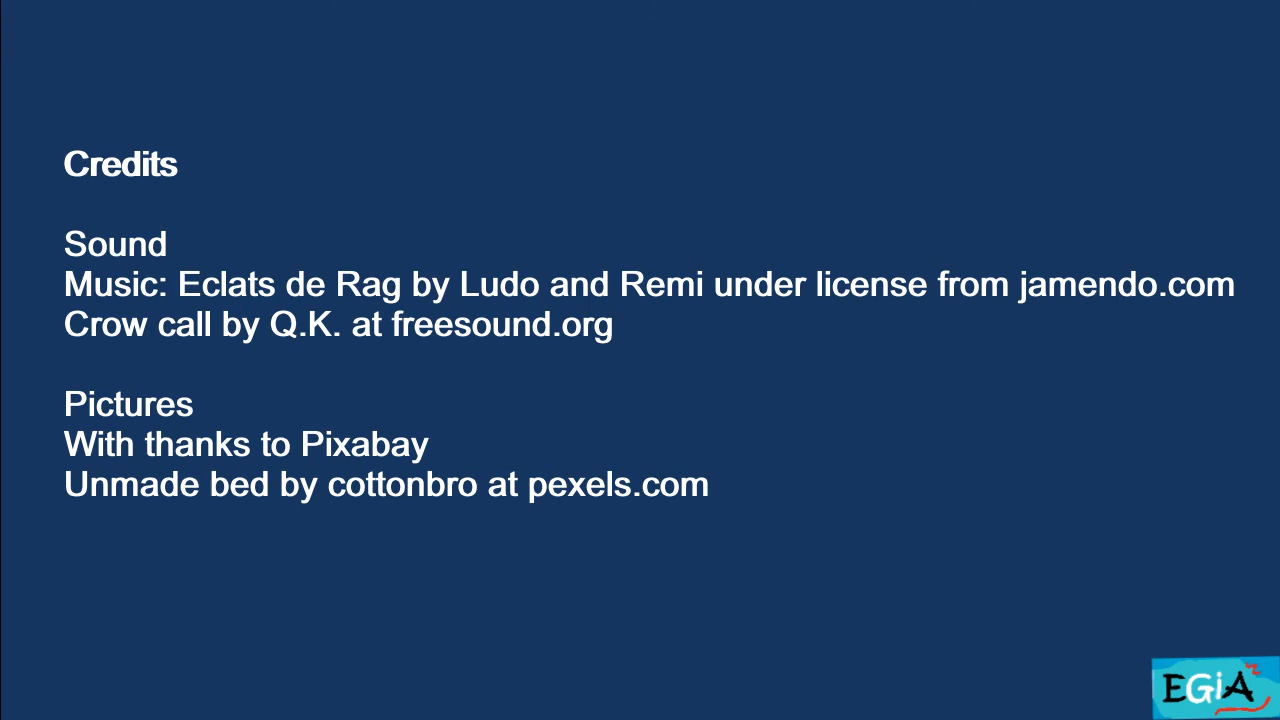 Credits
Sound
Music: Eclats de Rag by Ludo and Remi under license from jamendo.com
Crow call by Q.K. at freesound.org
Pictures
With thanks to Pixabay
Unmade bed by cottonbro at pexels.com
EGiA